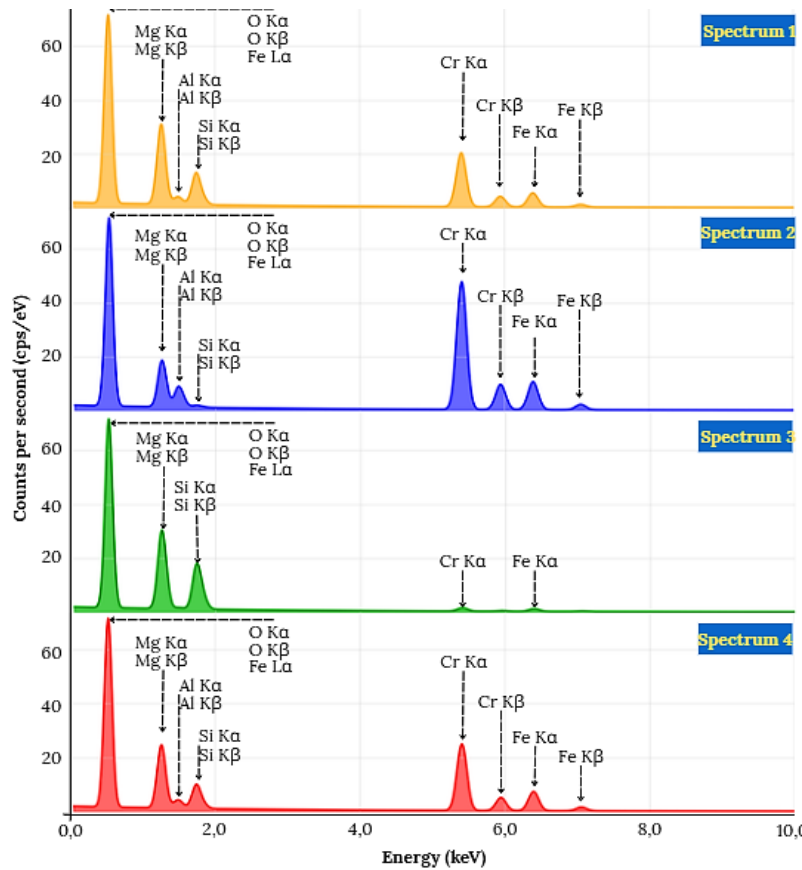 Spectrum 1
Mg Kα
Mg Kβ
O Kα
O Kβ
Fe Lα
Al Kα
Al Kβ
Si Kα
Si Kβ
Cr Kα
Cr Kβ
Fe Kα
Fe Kβ
60
40
20
Spectrum 2
Mg Kα
Mg Kβ
O Kα
O Kβ
Fe Lα
Al Kα
Al Kβ
Si Kα
Si Kβ
Cr Kα
Cr Kβ
Fe Kα
Fe Kβ
60
40
20
Spectrum 3
Mg Kα
Mg Kβ
O Kα
O Kβ
Fe Lα
Si Kα
Si Kβ
Cr Kα
Fe Kα
60
40
20
Spectrum 4
Mg Kα
Mg Kβ
O Kα
O Kβ
Fe Lα
Al Kα
Al Kβ
Si Kα
Si Kβ
Cr Kα
Cr Kβ
Fe Kα
Fe Kβ
60
40
20
Counts per second (cps/eV)
0,0 2,0 4,0 6,0 8,0 10,0
Energy (keV)